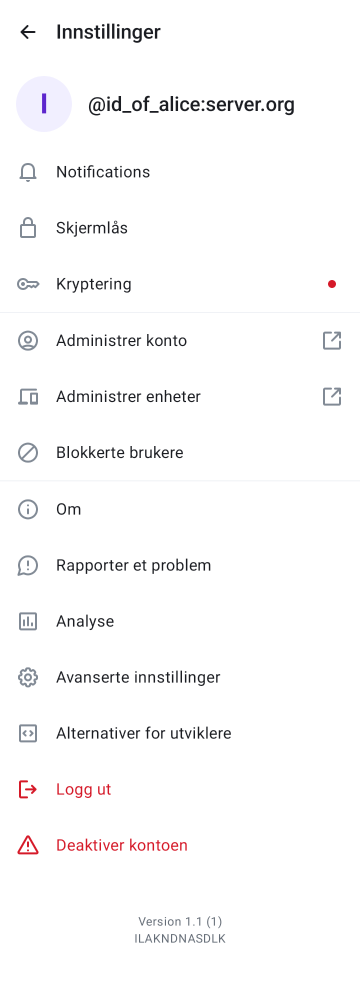 Innstillinger
I
@id_of_alice:server.org
Notifications
Skjermlås
Kryptering
Administrer konto
Administrer enheter
Blokkerte brukere
Om
Rapporter et problem
Analyse
Avanserte innstillinger
Alternativer for utviklere
Logg ut
Deaktiver kontoen
Version 1.1 (1)
ILAKNDNASDLK